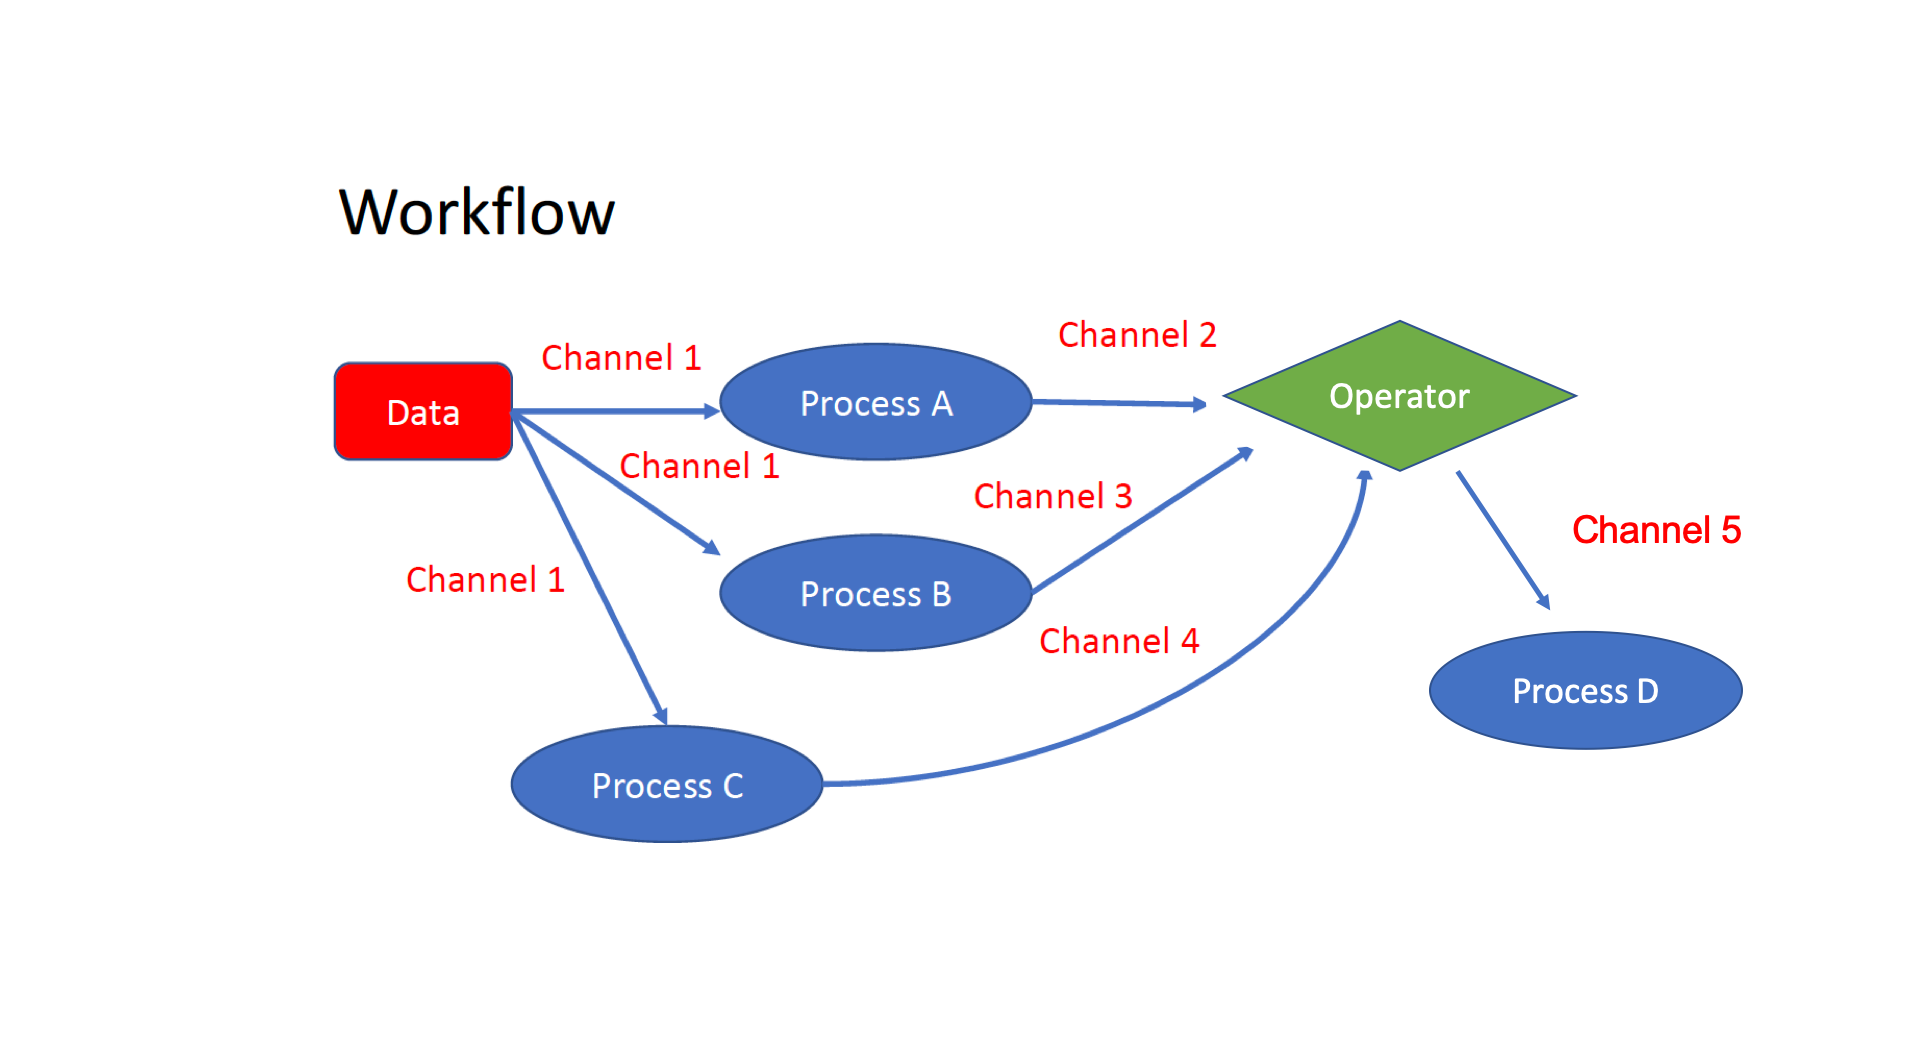 Workflow
Channel 1
Channel 2
Data
Process A
Operator
Channel 1
Channel 3
Channel 5
Channel 1
Process B
Channel 4
Process D
Process C